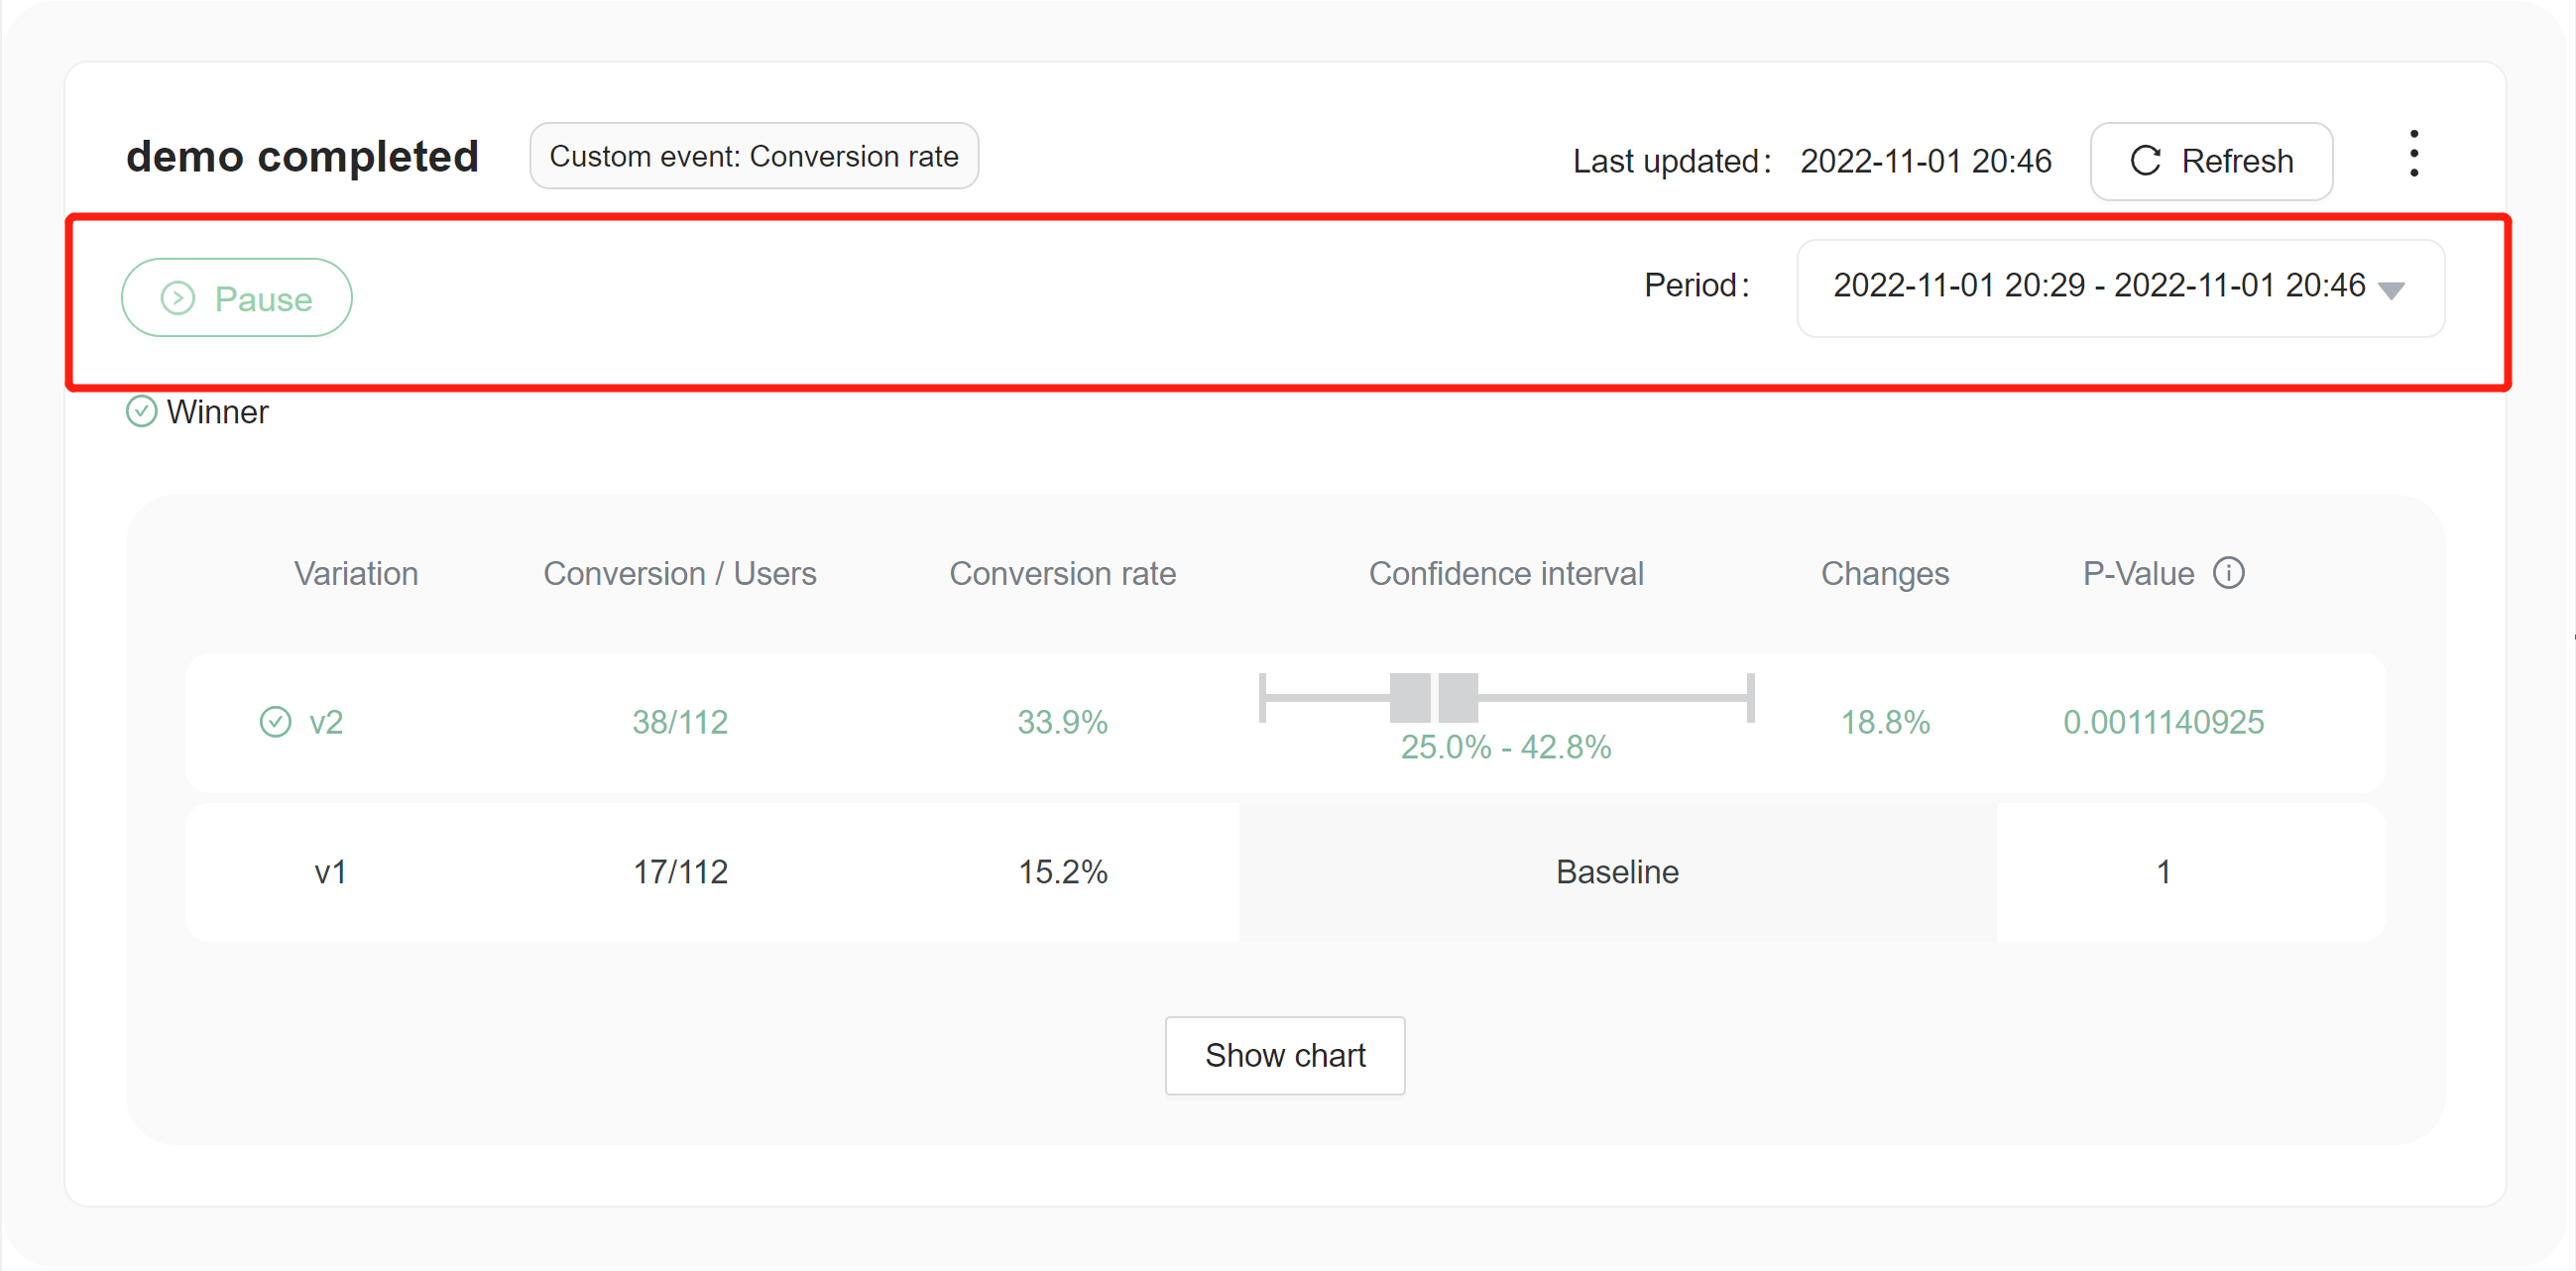 demo completed Custom event: Conversion rate Last updated: 2022-11-01 20:46 Refresh
Pause Period: 2022-11-01 20:29 - 2022-11-01 20:46
Winner
Variation Conversion / Users Conversion rate Confidence interval Changes P-Value
v2 38/112 33.9% 25.0% - 42.8% 18.8% 0.0011140925
v1 17/112 15.2% Baseline 1
Show chart